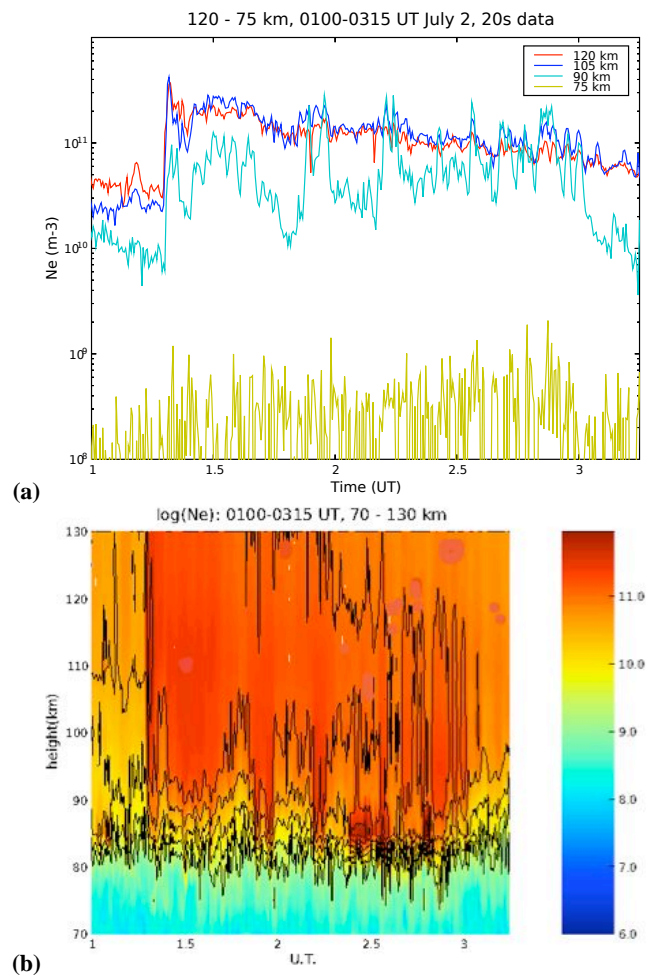 120 - 75 km, 0100-0315 UT July 2, 20s data
120 km
105 km
90 km
75 km
10¹¹
10¹⁰
10⁹
10⁸
Ne (m-3)
1 1.5 2 2.5 3
Time (UT)
(a)
log(Ne): 0100-0315 UT, 70 - 130 km
130
120
110
100
90
80
70
height(km)
1 1.5 2 2.5 3
U.T.
11.0
10.0
9.0
8.0
7.0
6.0
(b)